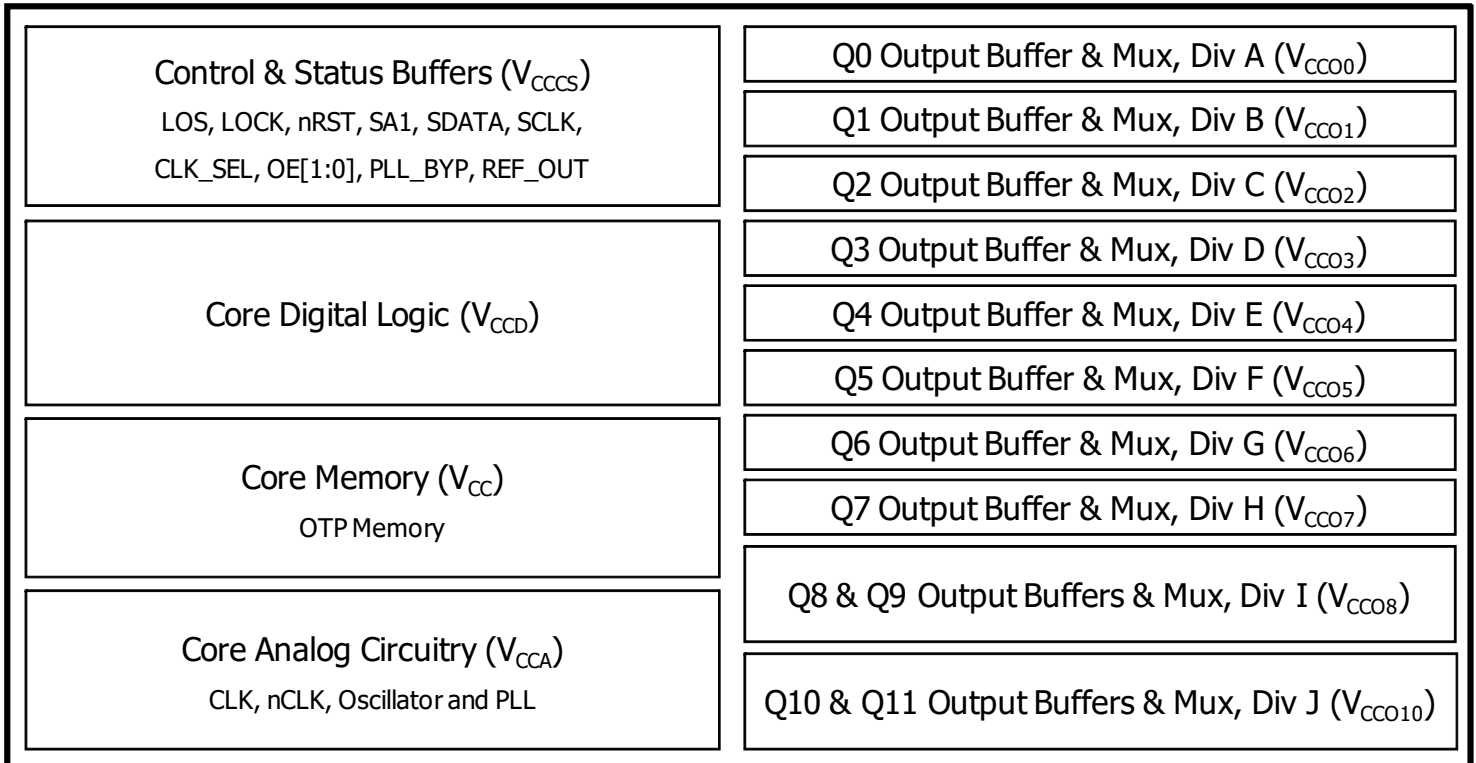 Control & Status Buffers (VCCCS)
LOS, LOCK, nRST, SA1, SDATA, SCLK,
CLK_SEL, OE[1:0], PLL_BYP, REF_OUT
Core Digital Logic (VCCD)
Core Memory (VCC)
OTP Memory
Core Analog Circuitry (VCCA)
CLK, nCLK, Oscillator and PLL
Q0 Output Buffer & Mux, Div A (VCCO0)
Q1 Output Buffer & Mux, Div B (VCCO1)
Q2 Output Buffer & Mux, Div C (VCCO2)
Q3 Output Buffer & Mux, Div D (VCCO3)
Q4 Output Buffer & Mux, Div E (VCCO4)
Q5 Output Buffer & Mux, Div F (VCCO5)
Q6 Output Buffer & Mux, Div G (VCCO6)
Q7 Output Buffer & Mux, Div H (VCCO7)
Q8 & Q9 Output Buffers & Mux, Div I (VCCO8)
Q10 & Q11 Output Buffers & Mux, Div J (VCCO10)